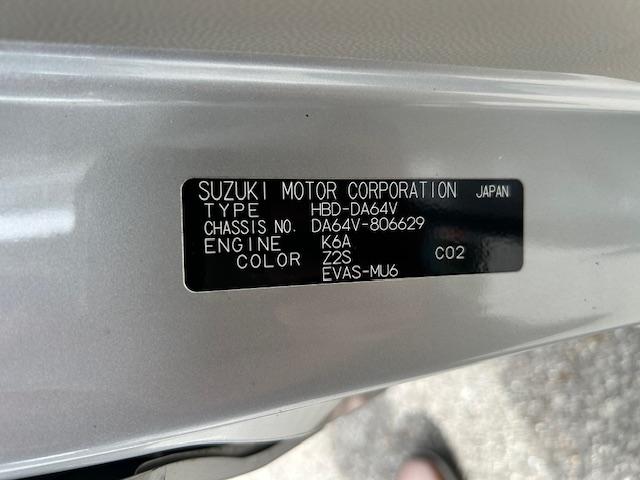 SUZUKI MOTOR CORPORATION JAPAN
TYPE HBD-DA64V
CHASSIS NO. DA64V-806629
ENGINE K6A
COLOR Z2S C02
EVAS-MU6